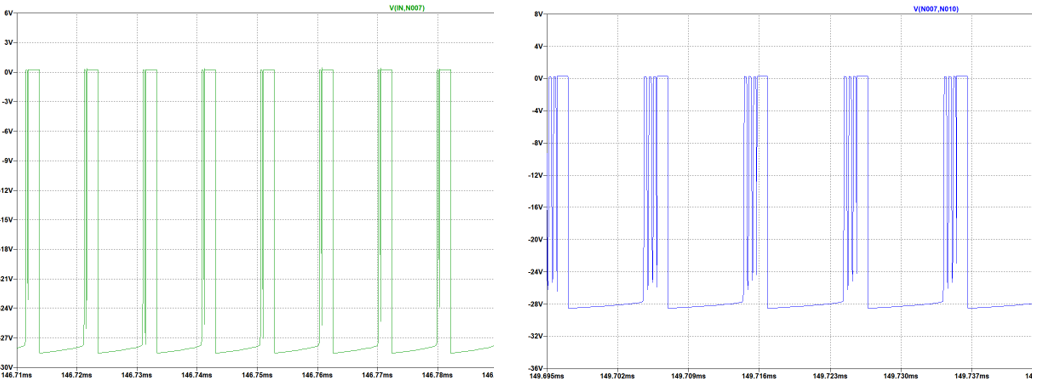 V(IN,N007)
6V
3V
0V
-3V
-6V
-9V
-12V
-15V
-18V
-21V
-24V
-27V
-30V
146.71ms 146.72ms 146.73ms 146.74ms 146.75ms 146.76ms 146.77ms 146.78ms 146.
V(N007,N010)
8V
4V
0V
-4V
-8V
-12V
-16V
-20V
-24V
-28V
-32V
-36V
149.695ms 149.702ms 149.709ms 149.716ms 149.723ms 149.730ms 149.737ms 1